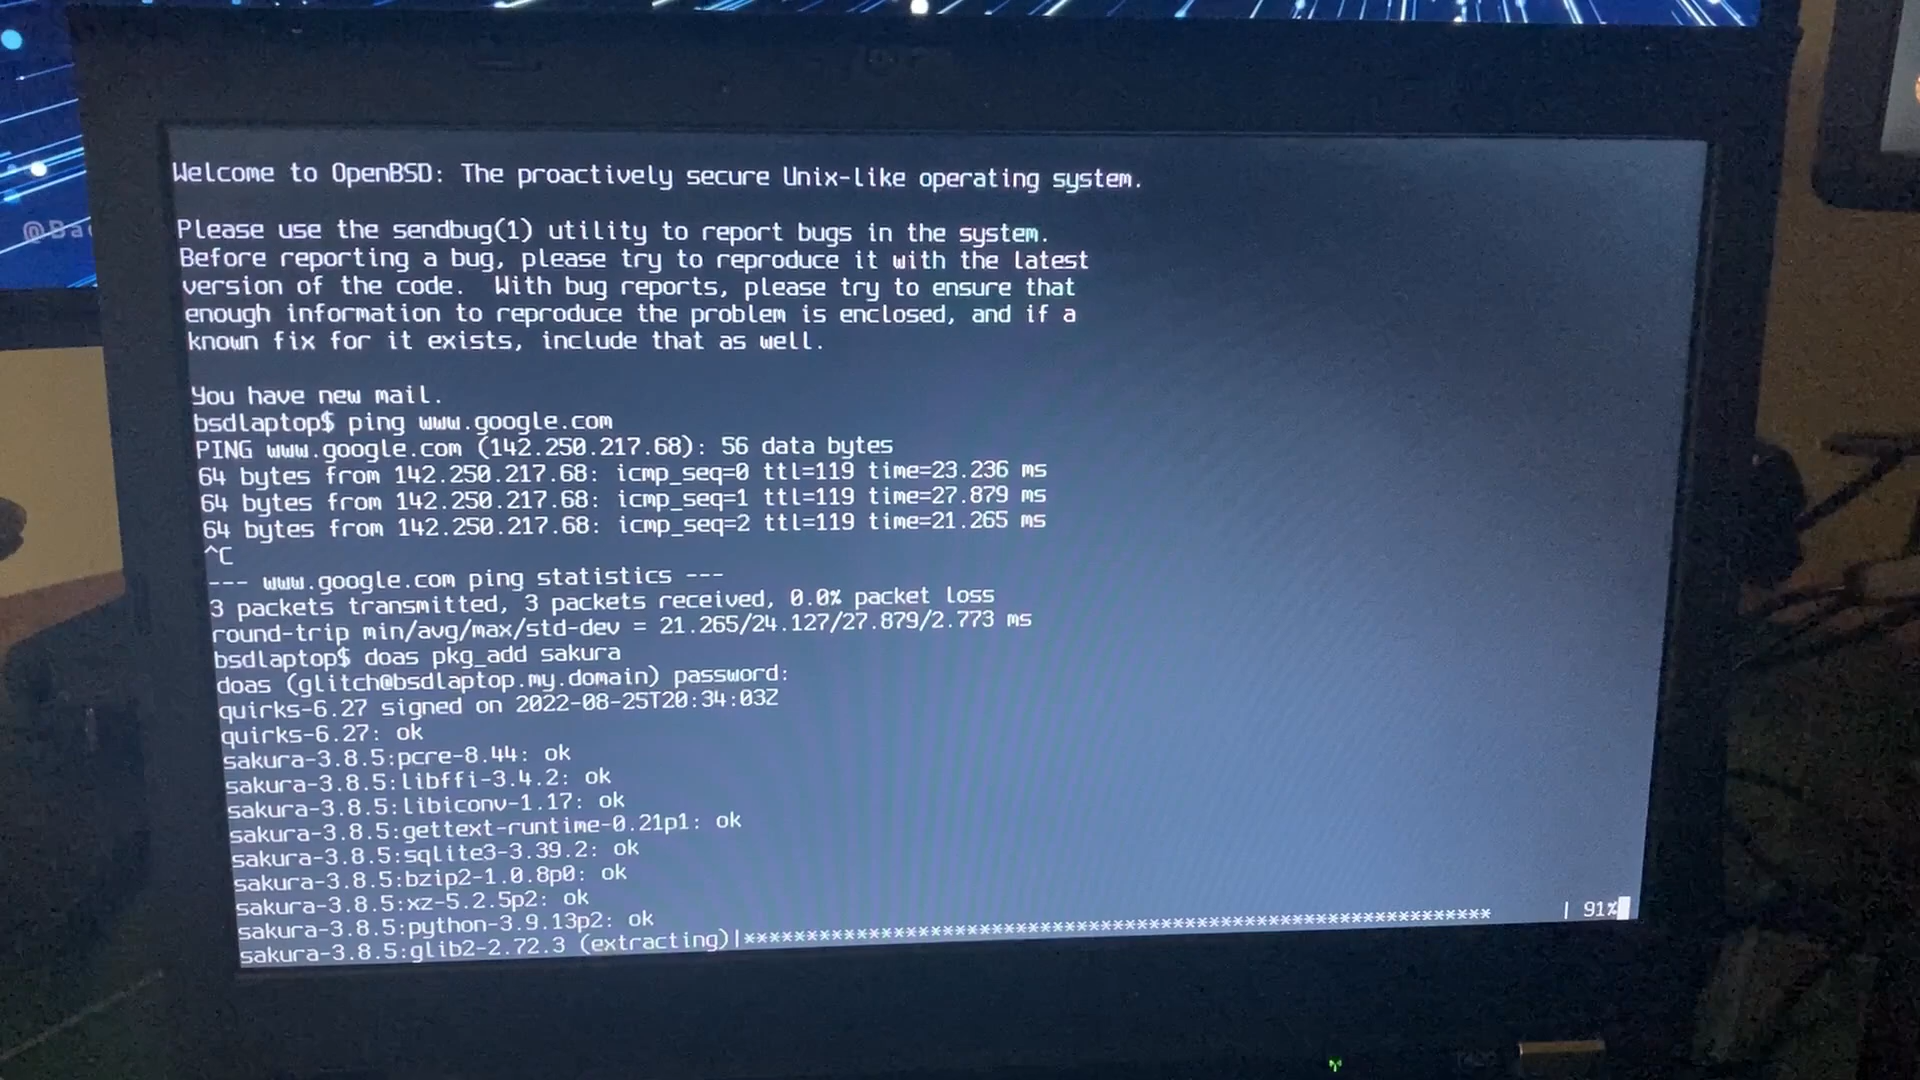 Welcome to OpenBSD: The proactively secure Unix-like operating system.
Please use the sendbug(1) utility to report bugs in the system.
Before reporting a bug, please try to reproduce it with the latest
version of the code.  With bug reports, please try to ensure that
enough information to reproduce the problem is enclosed, and if a
known fix for it exists, include that as well.
You have new mail.
bsdlaptop$ ping www.google.com
PING www.google.com (142.250.217.68): 56 data bytes
64 bytes from 142.250.217.68: icmp_seq=0 ttl=119 time=23.236 ms
64 bytes from 142.250.217.68: icmp_seq=1 ttl=119 time=27.879 ms
64 bytes from 142.250.217.68: icmp_seq=2 ttl=119 time=21.265 ms
^C
--- www.google.com ping statistics ---
3 packets transmitted, 3 packets received, 0.0% packet loss
round-trip min/avg/max/std-dev = 21.265/24.127/27.879/2.773 ms
bsdlaptop$ doas pkg_add sakura
doas (glitch@bsdlaptop.my.domain) password:
quirks-6.27 signed on 2022-08-25T20:34:03Z
quirks-6.27: ok
sakura-3.8.5:pcre-8.44: ok
sakura-3.8.5:libffi-3.4.2: ok
sakura-3.8.5:libiconv-1.17: ok
sakura-3.8.5:gettext-runtime-0.21p1: ok
sakura-3.8.5:sqlite3-3.39.2: ok
sakura-3.8.5:bzip2-1.0.8p0: ok
sakura-3.8.5:xz-5.2.5p2: ok
sakura-3.8.5:python-3.9.13p2: ok
sakura-3.8.5:glib2-2.72.3 (extracting)|***************************************************************** | 91%